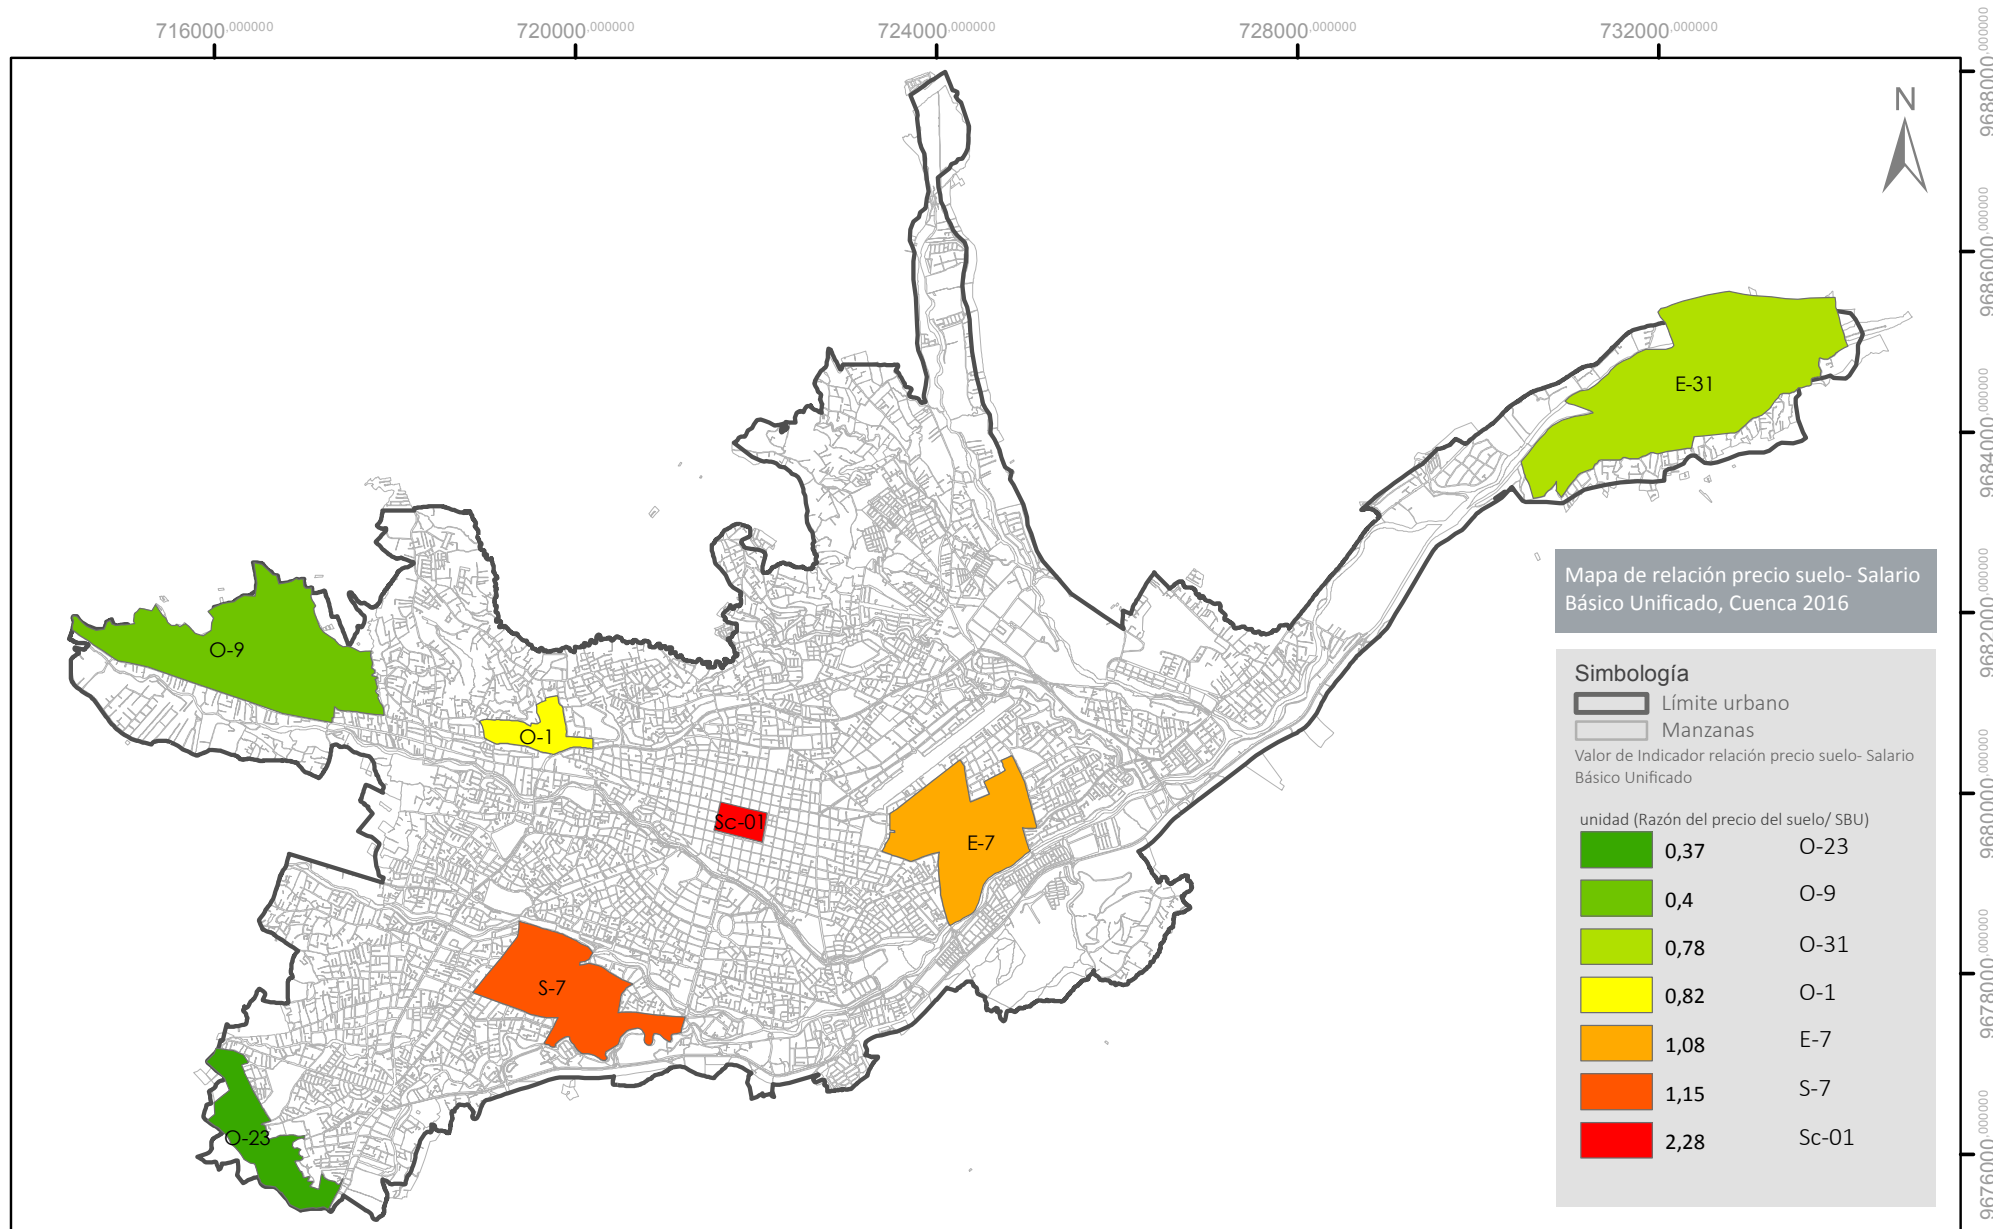 716000,000000 720000,000000 724000,000000 728000,000000 732000,000000
N
9688000,000000
9686000,000000
9684000,000000
9682000,000000
9680000,000000
9678000,000000
9676000,000000
E-31
O-9
O-1
Sc-01
E-7
S-7
O-23
Mapa de relación precio suelo- Salario
Básico Unificado, Cuenca 2016
Simbología
Límite urbano
Manzanas
Valor de Indicador relación precio suelo- Salario
Básico Unificado
unidad (Razón del precio del suelo/ SBU)
0,37 O-23
0,4 O-9
0,78 O-31
0,82 O-1
1,08 E-7
1,15 S-7
2,28 Sc-01